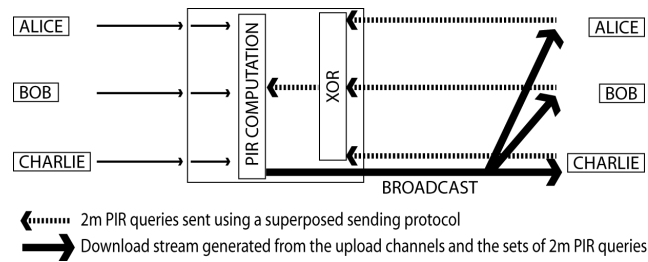 ALICE
ALICE
PIR COMPUTATION
XOR
BOB
BOB
CHARLIE
CHARLIE
BROADCAST
2m PIR queries sent using a superposed sending protocol
Download stream generated from the upload channels and the sets of 2m PIR queries